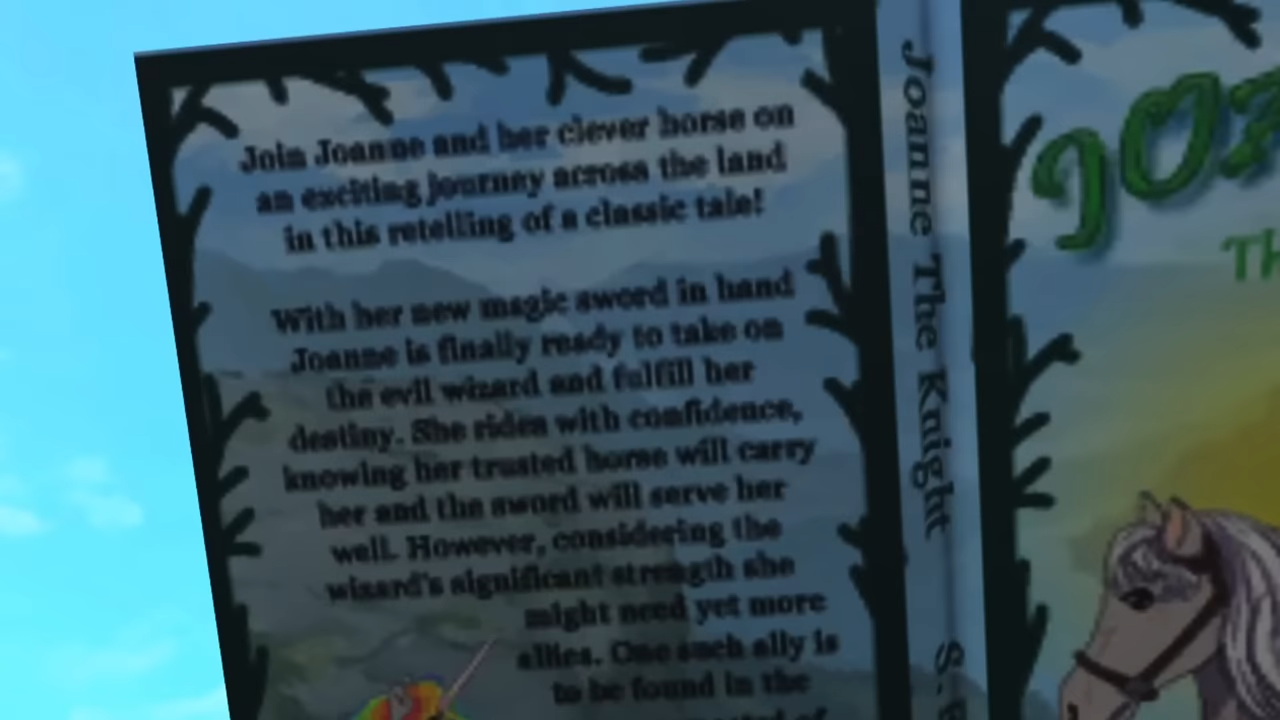 Join Joanne and her clever horse on
an exciting journey across the land
in this retelling of a classic tale!
With her new magic sword in hand
Joanne is finally ready to take on
the evil wizard and fulfill her
destiny. She rides with confidence,
knowing her trusted horse will carry
her and the sword will serve her
well. However, considering the
wizard's significant strength she
might need yet more
allies. One such ally is
to be found in the
of
Joanne The Knight
S.
JO
Th